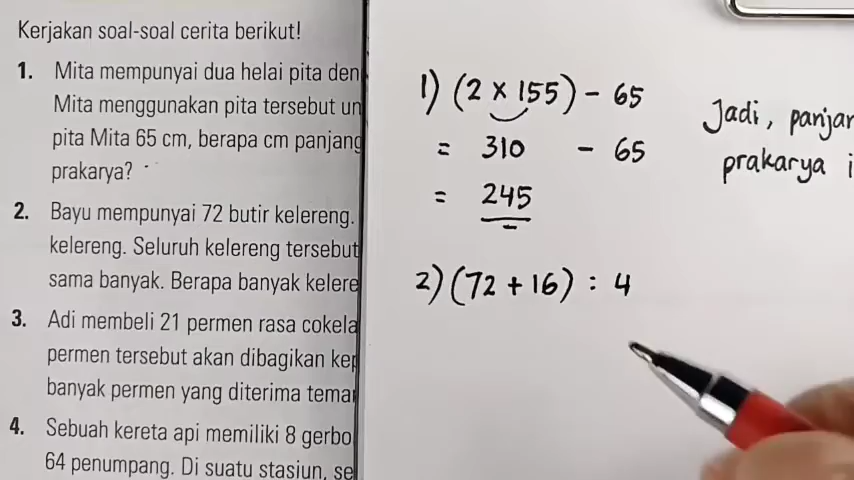 Kerjakan soal-soal cerita berikut!
1. Mita mempunyai dua helai pita den
Mita menggunakan pita tersebut un
pita Mita 65 cm, berapa cm panjang
prakarya?
2. Bayu mempunyai 72 butir kelereng.
kelereng. Seluruh kelereng tersebut
sama banyak. Berapa banyak kelere
3. Adi membeli 21 permen rasa cokela
permen tersebut akan dibagikan kep
banyak permen yang diterima tema
4. Sebuah kereta api memiliki 8 gerbo
64 penumpang. Di suatu stasiun, se
1) (2 × 155) - 65
= 310 - 65
= 245
2) (72 + 16) : 4
Jadi, panjan
prakarya i